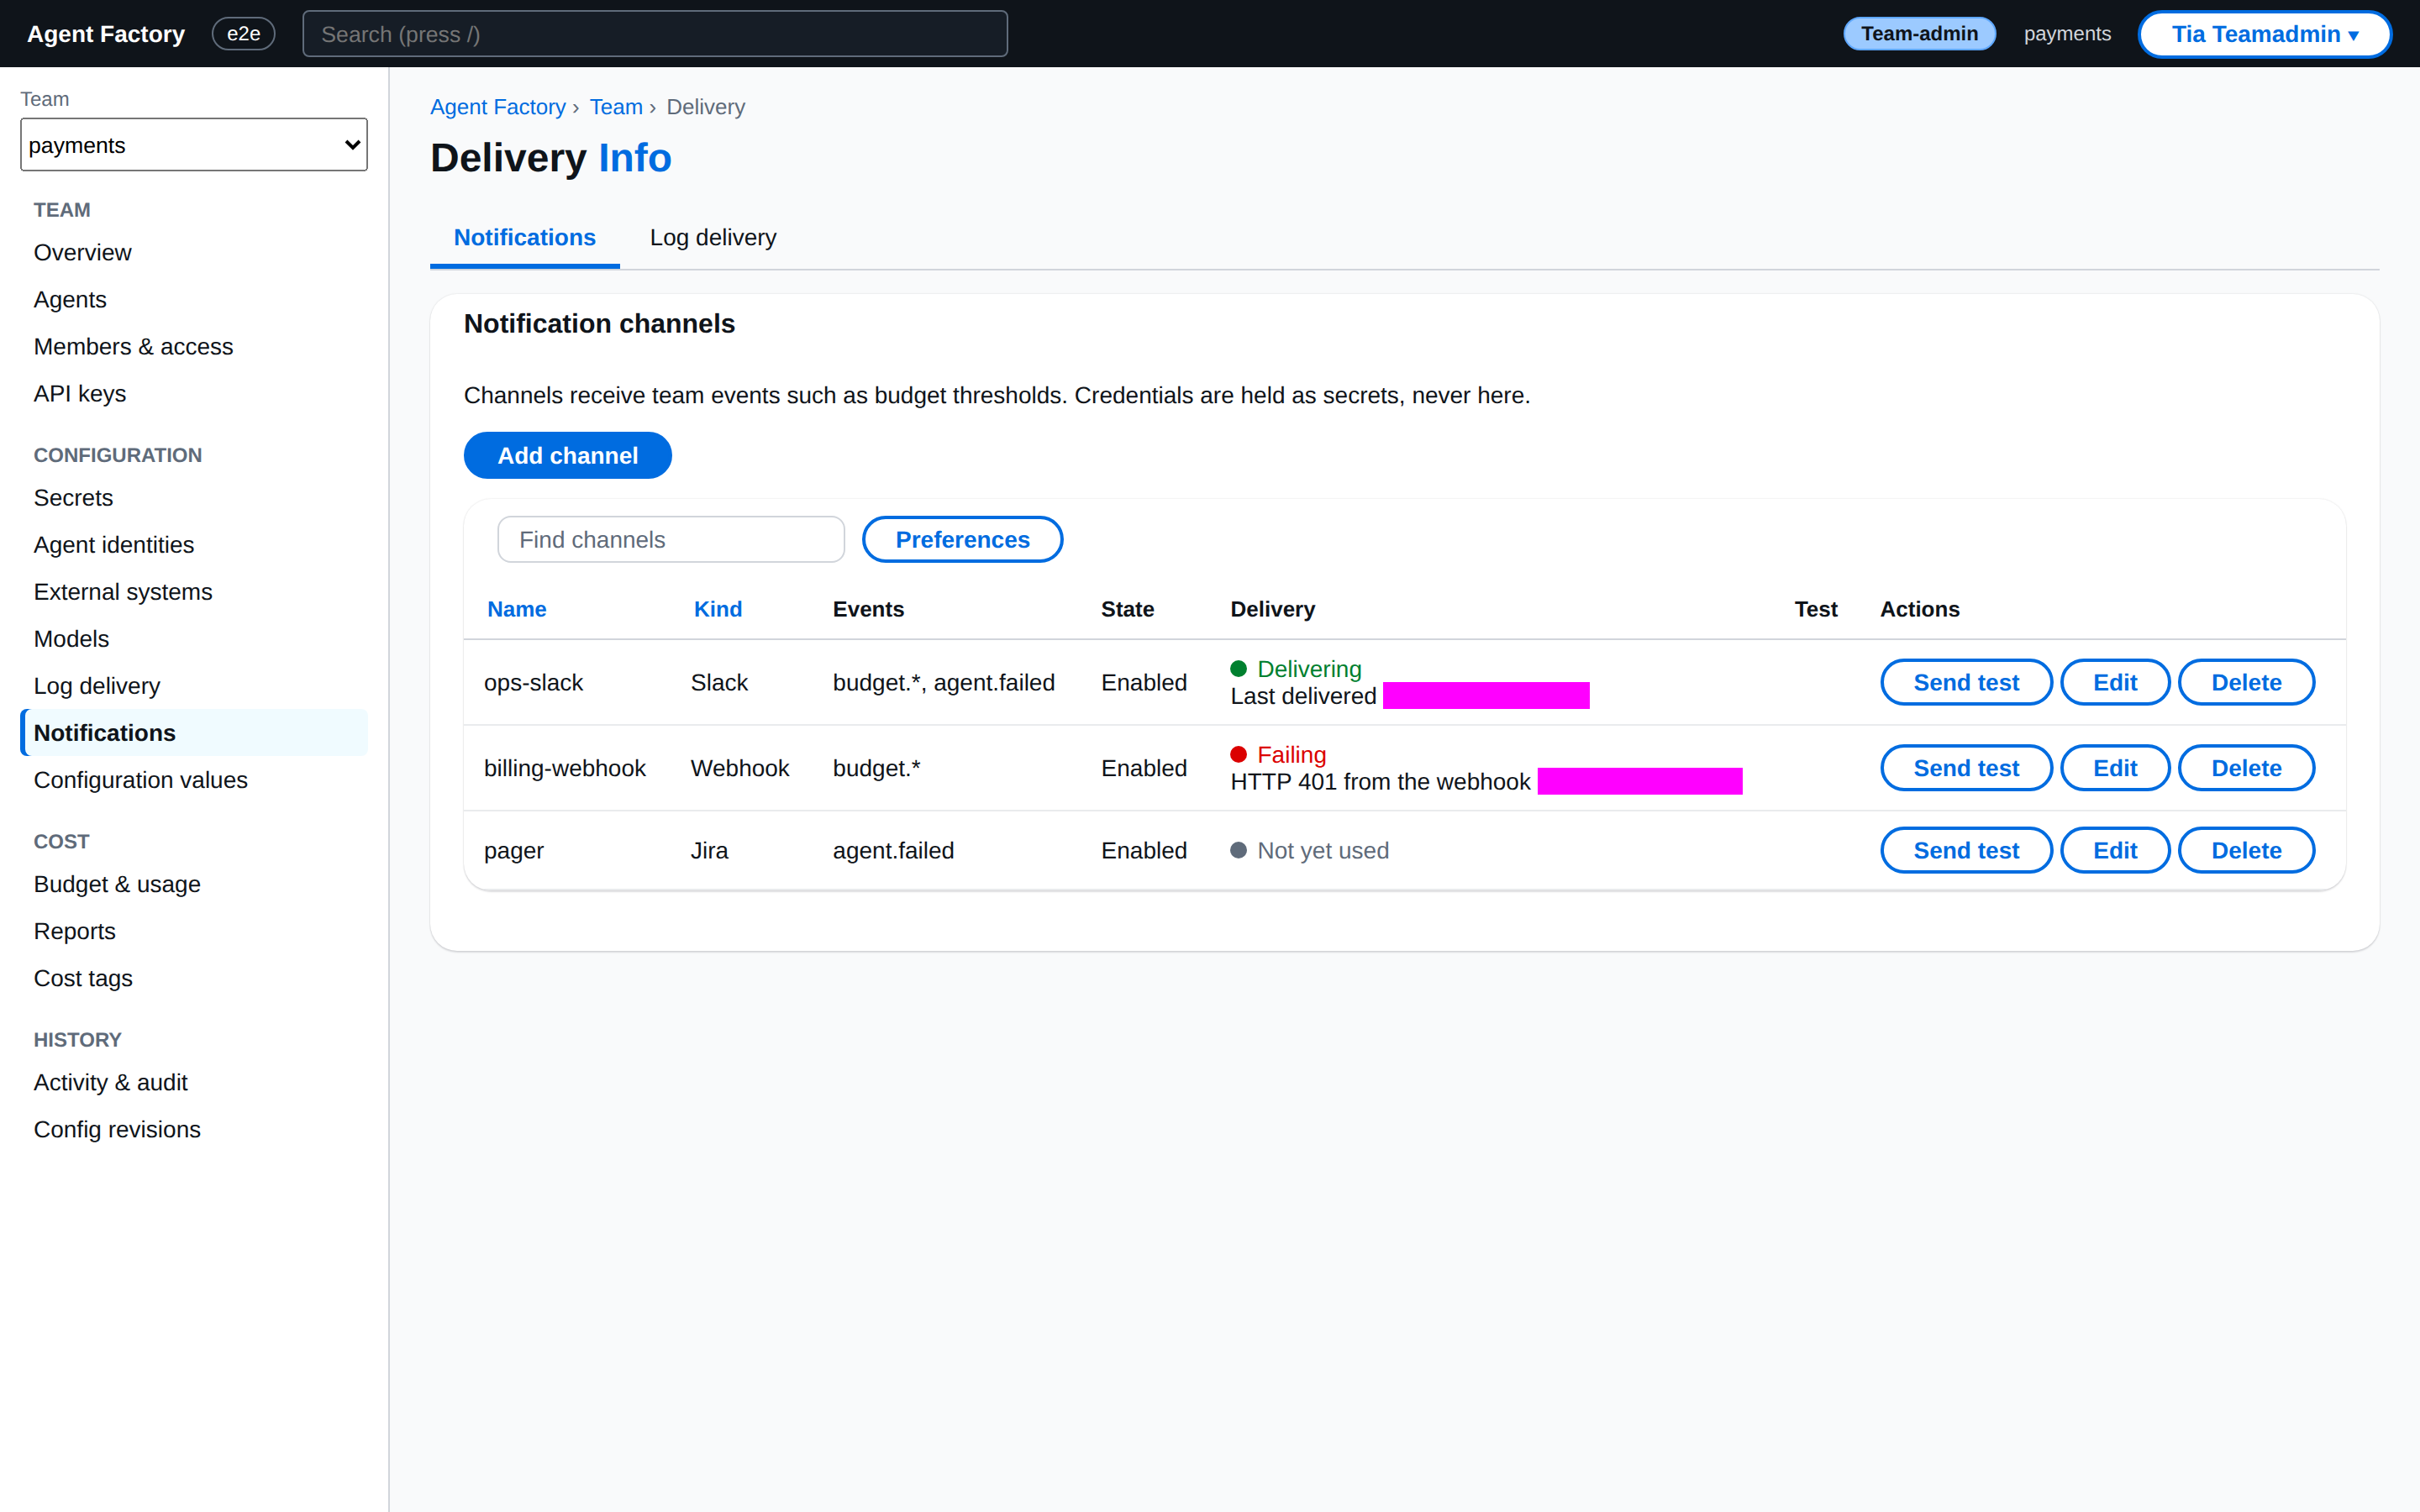 Agent Factory e2e Search (press /) Team-admin payments Tia Teamadmin ▾
Team
payments
TEAM
Overview
Agents
Members & access
API keys
CONFIGURATION
Secrets
Agent identities
External systems
Models
Log delivery
Notifications
Configuration values
COST
Budget & usage
Reports
Cost tags
HISTORY
Activity & audit
Config revisions
Agent Factory › Team › Delivery
Delivery Info
Notifications Log delivery
Notification channels
Channels receive team events such as budget thresholds. Credentials are held as secrets, never here.
Add channel
Find channels Preferences
Name Kind Events State Delivery Test Actions
ops-slack Slack budget.*, agent.failed Enabled Delivering Send test Edit Delete
Last delivered
billing-webhook Webhook budget.* Enabled Failing Send test Edit Delete
HTTP 401 from the webhook
pager Jira agent.failed Enabled Not yet used Send test Edit Delete